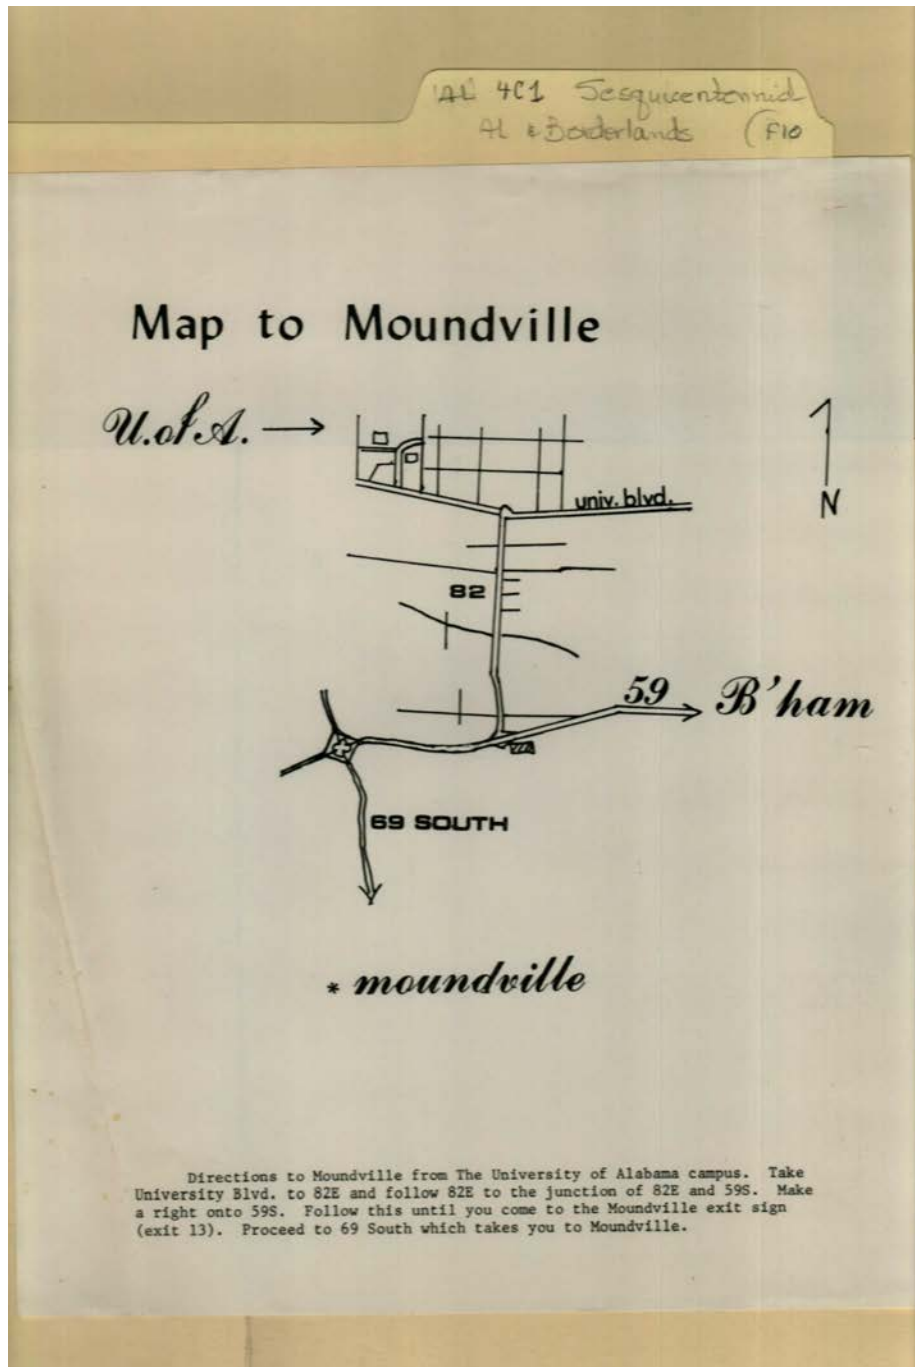 AL 4C1 Sesquicentennial
AL & Borderlands (F10
Map to Moundville
U. of A.
univ. blvd.
N
82
59 B'ham
69 SOUTH
* moundville
Directions to Moundville from The University of Alabama campus. Take
University Blvd. to 82E and follow 82E to the junction of 82E and 59S. Make
a right onto 59S. Follow this until you come to the Moundville exit sign
(exit 13). Proceed to 69 South which takes you to Moundville.